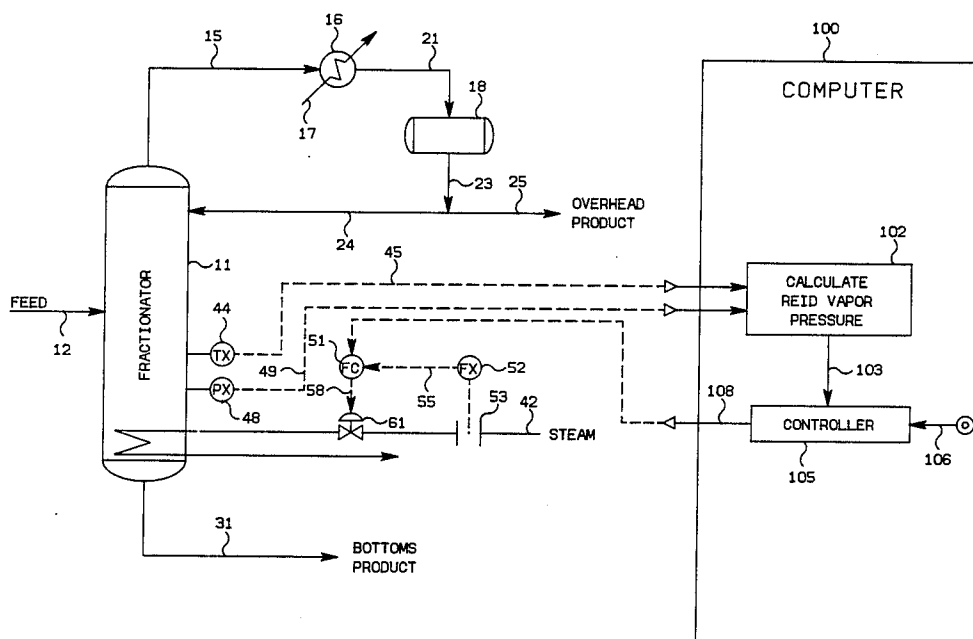 15
16
21
100
COMPUTER
17
18
23
25
OVERHEAD
PRODUCT
24
11
45
102
CALCULATE
REID VAPOR
PRESSURE
FEED
12
FRACTIONATOR
44
TX
51
FC
FX
52
49
58
55
53
42
103
108
PX
48
61
STEAM
CONTROLLER
105
106
31
BOTTOMS
PRODUCT